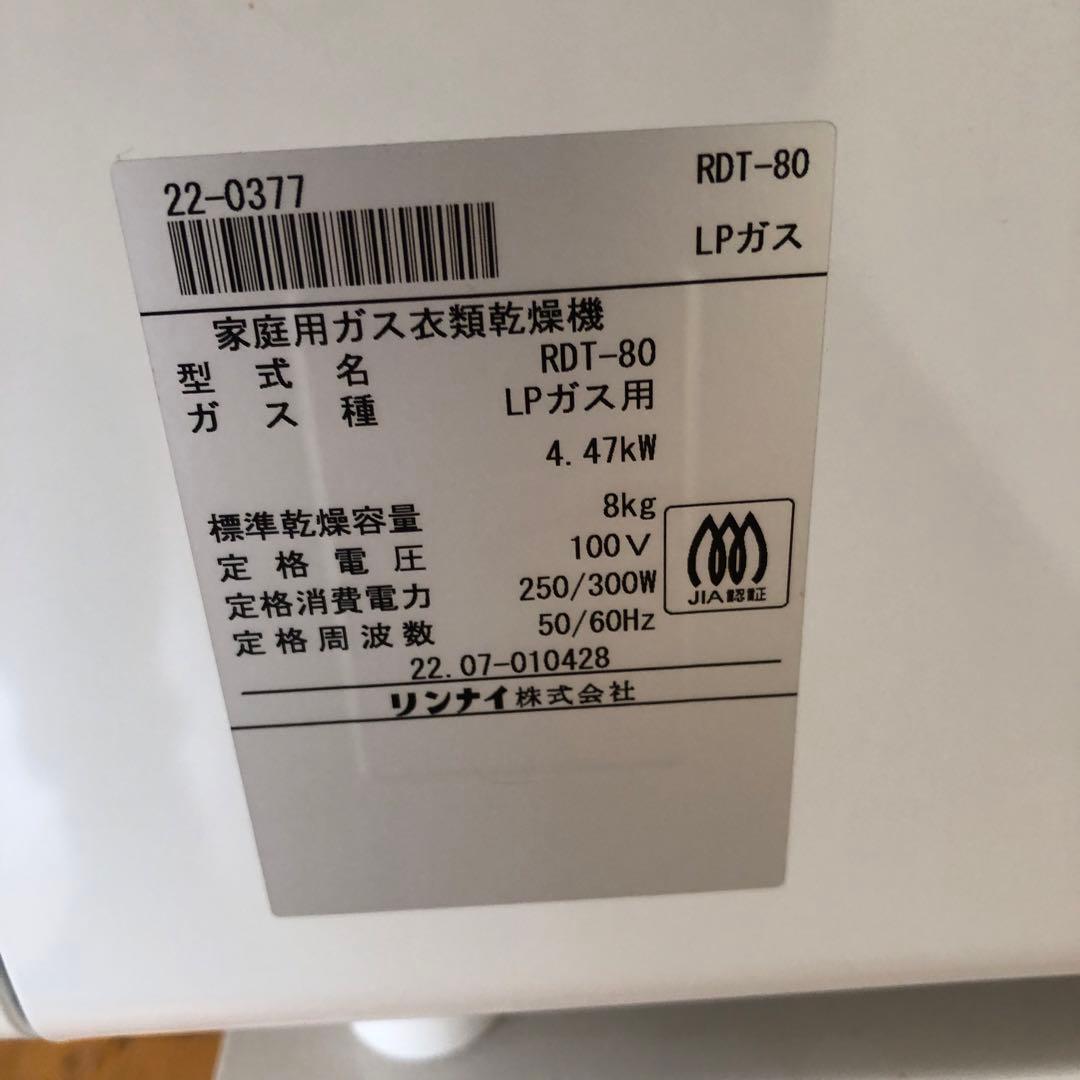 22-0377
RDT-80
LPガス
家庭用ガス衣類乾燥機
型式名 RDT-80
ガス種 LPガス用
4.47kW
標準乾燥容量 8kg
定格電圧 100V
定格消費電力 250/300W
定格周波数 50/60Hz
JIA認証
22.07-010428
リンナイ株式会社